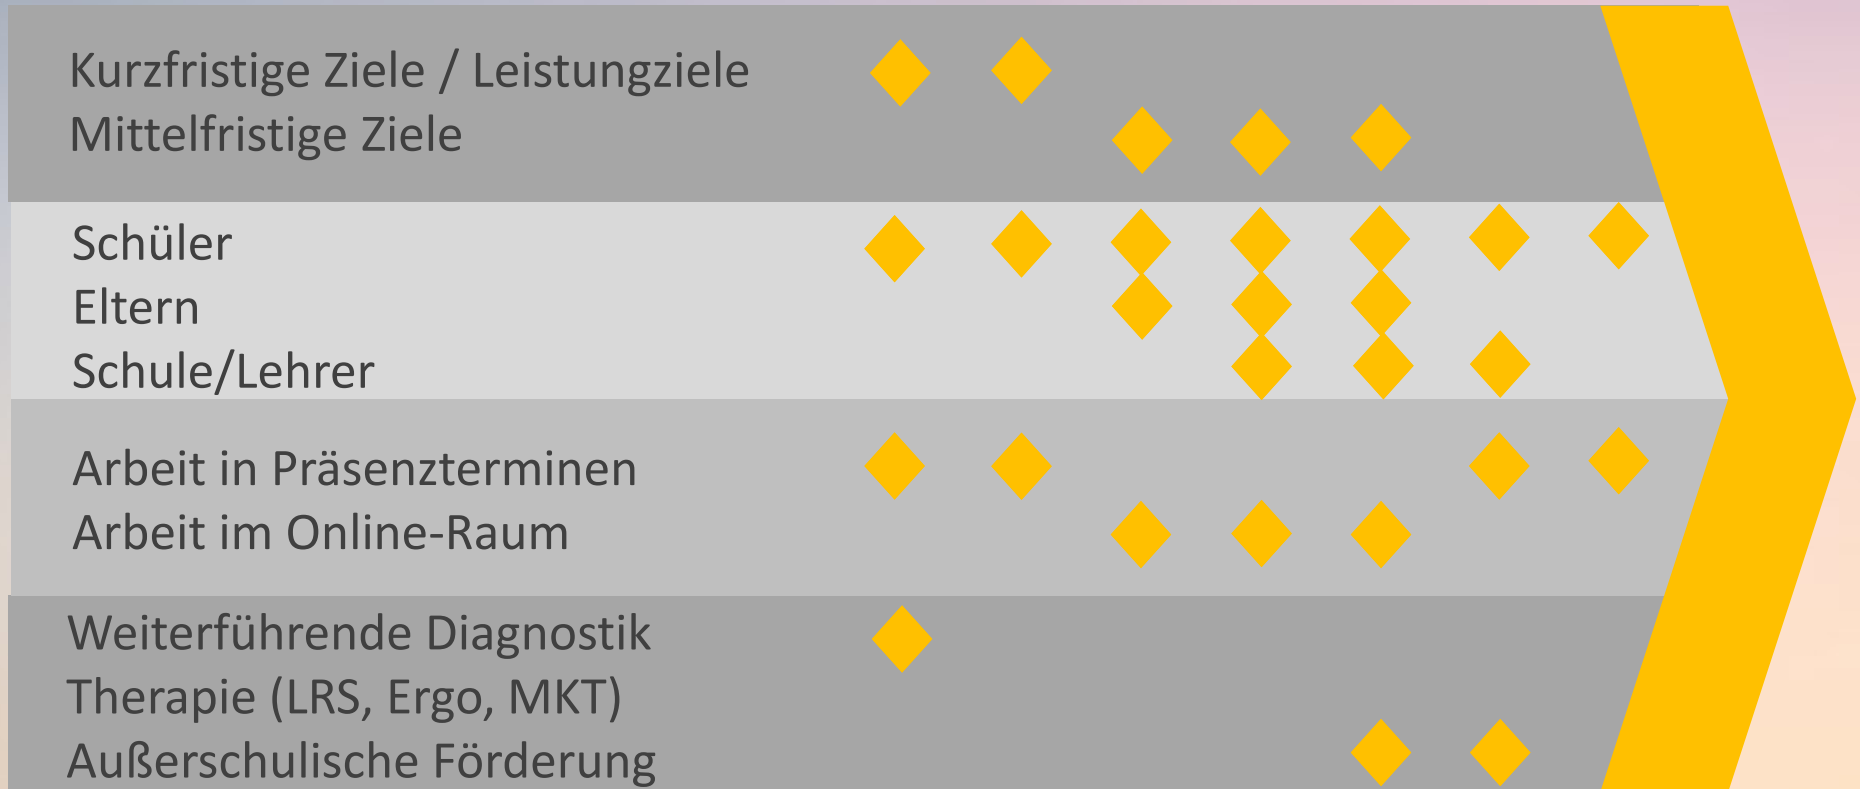 Kurzfristige Ziele / Leistungziele
Mittelfristige Ziele
Schüler
Eltern
Schule/Lehrer
Arbeit in Präsenzterminen
Arbeit im Online-Raum
Weiterführende Diagnostik
Therapie (LRS, Ergo, MKT)
Außerschulische Förderung